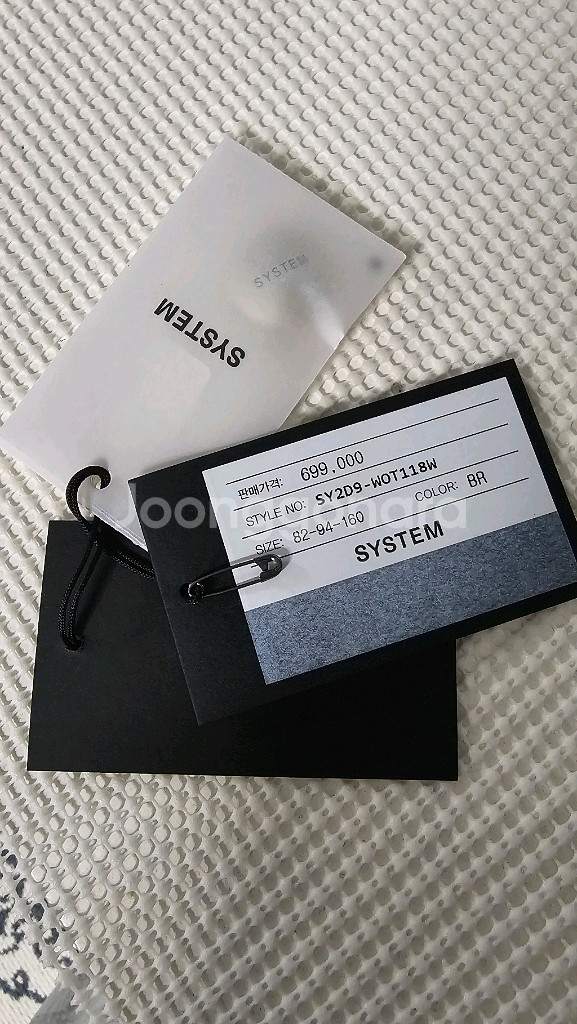 SYSTEM
SYSTEM
판매가격: 699,000
STYLE NO: SY2D9-WOT118W
SIZE: 82-94-160 COLOR: BR
SYSTEM
Joonggonara